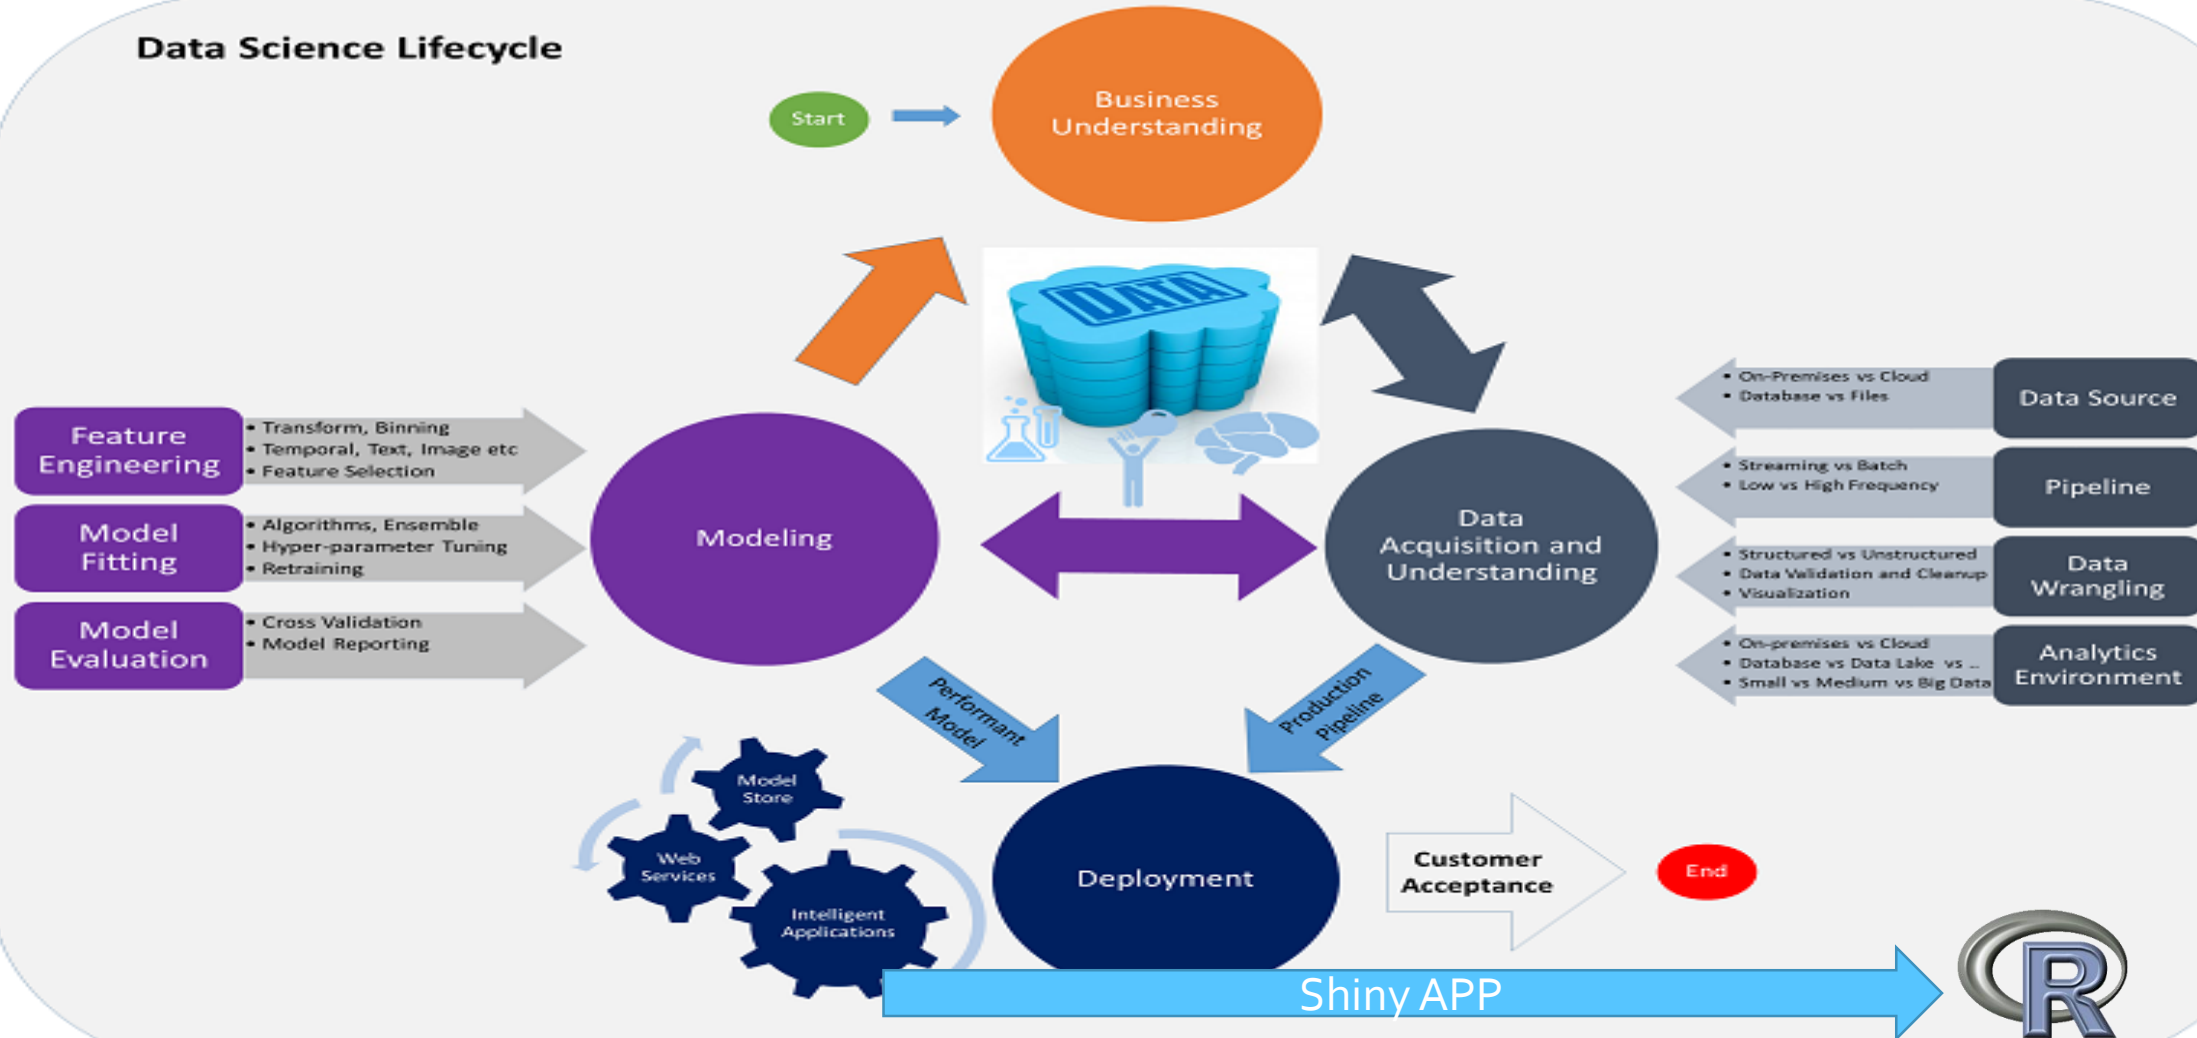 Data Science Lifecycle
Start
Business
Understanding
DATA
Feature
Engineering
• Transform, Binning
• Temporal, Text, Image etc
• Feature Selection
Model
Fitting
• Algorithms, Ensemble
• Hyper-parameter Tuning
• Retraining
Model
Evaluation
• Cross Validation
• Model Reporting
Modeling
Data
Acquisition and
Understanding
• On-Premises vs Cloud
• Database vs Files
Data Source
• Streaming vs Batch
• Low vs High Frequency
Pipeline
• Structured vs Unstructured
• Data Validation and Cleanup
• Visualization
Data
Wrangling
• On-premises vs Cloud
• Database vs Data Lake vs ..
• Small vs Medium vs Big Data
Analytics
Environment
Performant
Model
Production
Pipeline
Model
Store
Web
Services
Intelligent
Applications
Deployment
Customer
Acceptance
End
Shiny APP
R